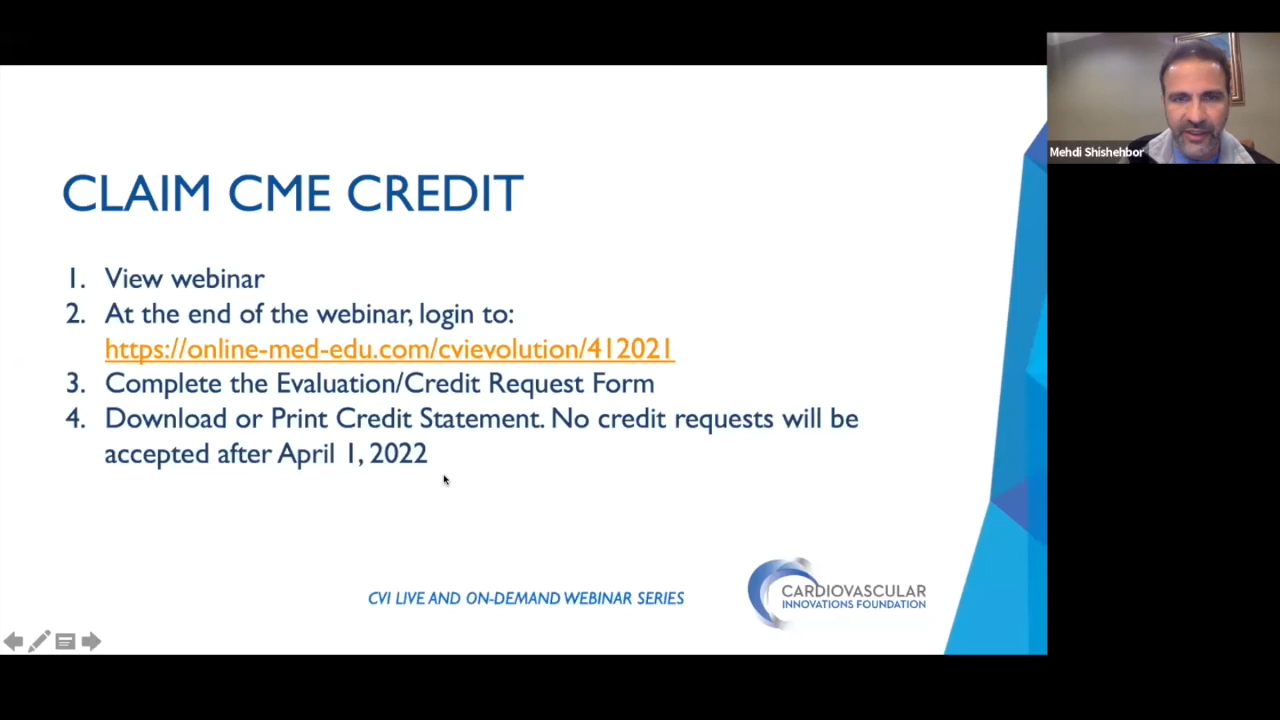 Mehdi Shishehbor
CLAIM CME CREDIT
1. View webinar
2. At the end of the webinar, login to:
https://online-med-edu.com/cvievolution/412021
3. Complete the Evaluation/Credit Request Form
4. Download or Print Credit Statement. No credit requests will be
accepted after April 1, 2022
CVI LIVE AND ON-DEMAND WEBINAR SERIES
CARDIOVASCULAR
INNOVATIONS FOUNDATION